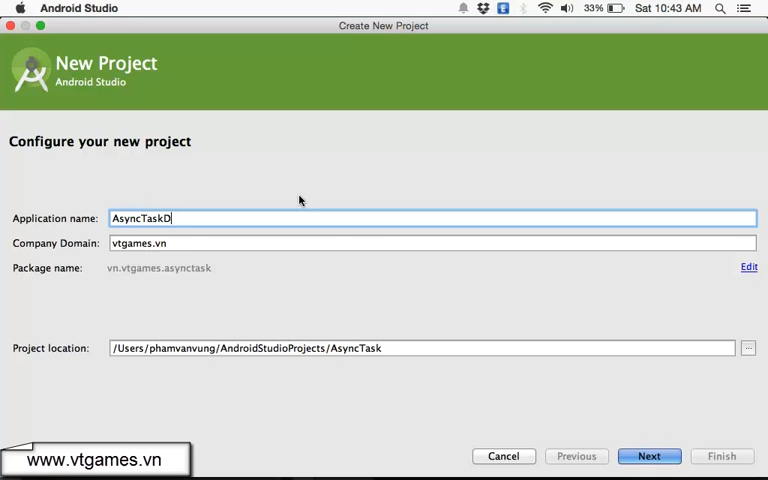 Android Studio
33%
Sat 10:43 AM
Create New Project
New Project
Android Studio
Configure your new project
Application name: AsyncTaskD
Company Domain: vtgames.vn
Package name: vn.vtgames.asynctask
Edit
Project location: /Users/phamvanvung/AndroidStudioProjects/AsyncTask
...
Cancel
Previous
Next
Finish
www.vtgames.vn